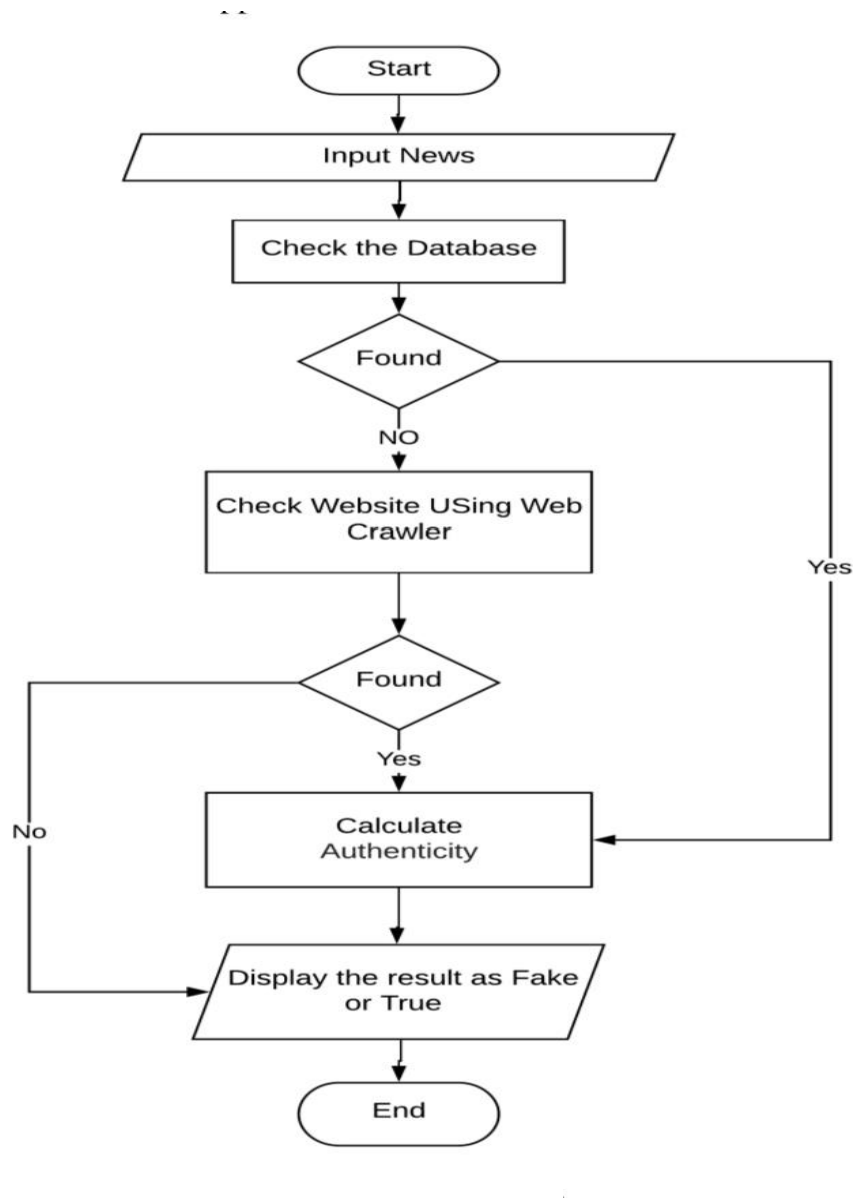 Start
Input News
Check the Database
Found
NO
Check Website USing Web
Crawler
Yes
Found
Yes
No
Calculate
Authenticity
Display the result as Fake
or True
End